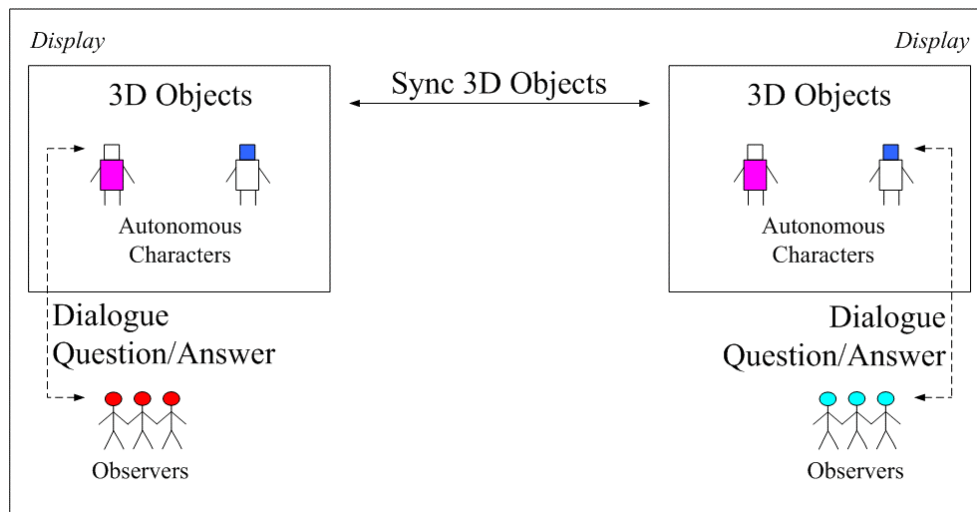 Display
Display
3D Objects
Sync 3D Objects
3D Objects
Autonomous
Characters
Autonomous
Characters
Dialogue
Question/Answer
Dialogue
Question/Answer
Observers
Observers